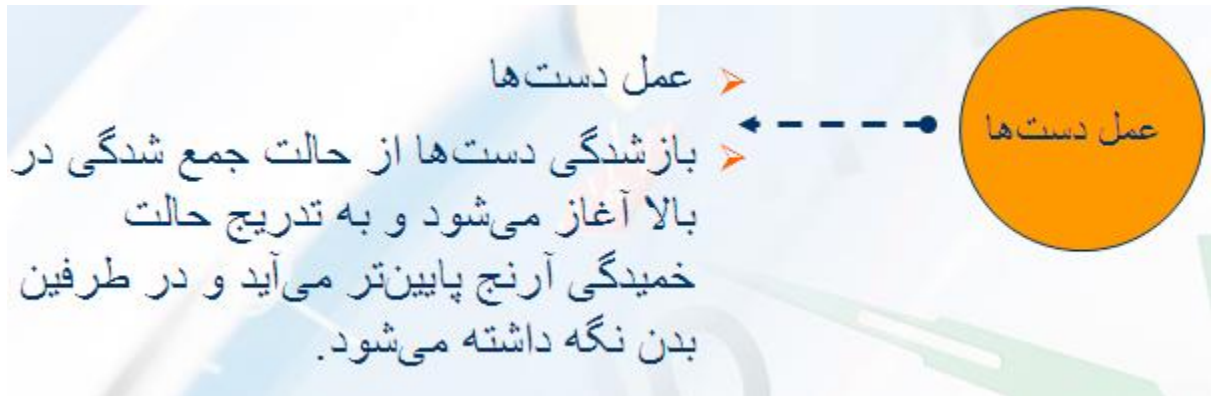 عمل دست‌ها
عمل دست‌ها
بازشدگی دست‌ها از حالت جمع شدگی در
بالا آغاز می‌شود و به تدریج حالت
خمیدگی آرنج پایین‌تر می‌آید و در طرفین
بدن نگه داشته می‌شود.